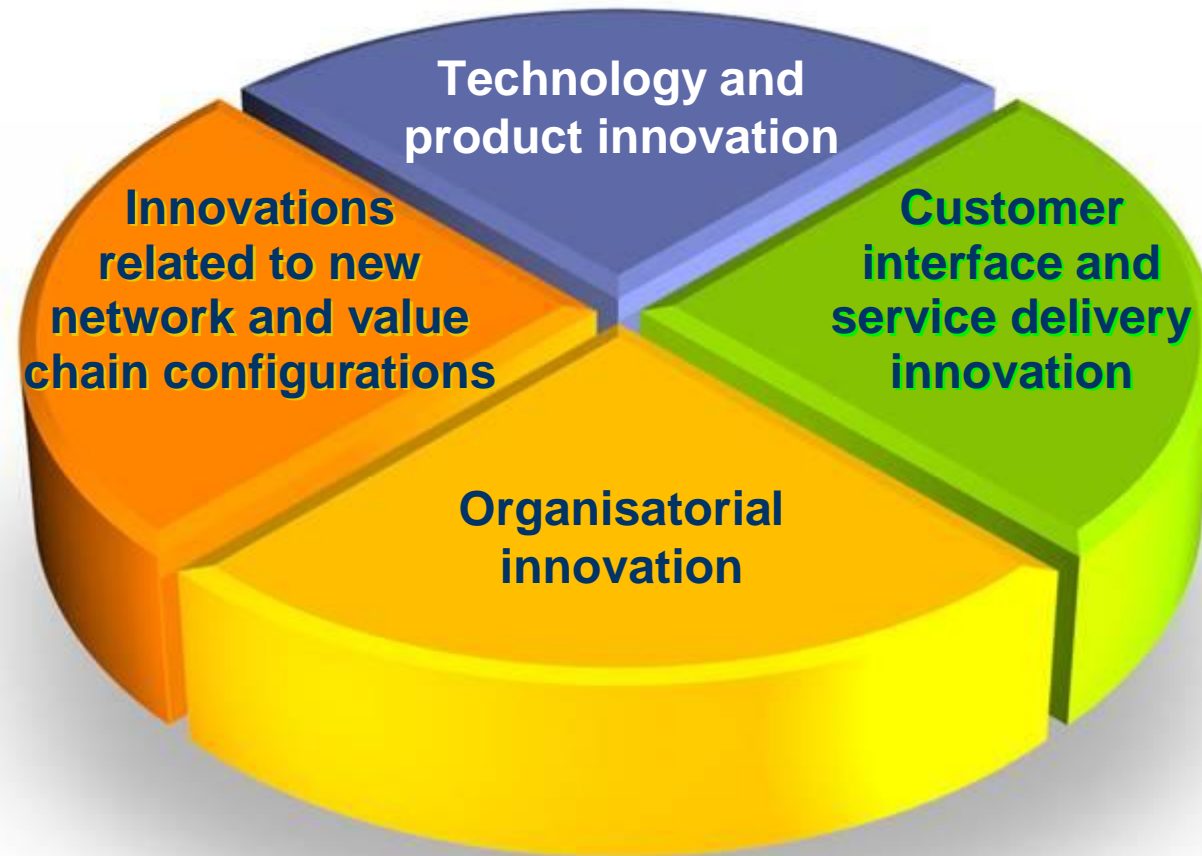 Technology and
product innovation
Innovations
related to new
network and value
chain configurations
Customer
interface and
service delivery
innovation
Organisatorial
innovation